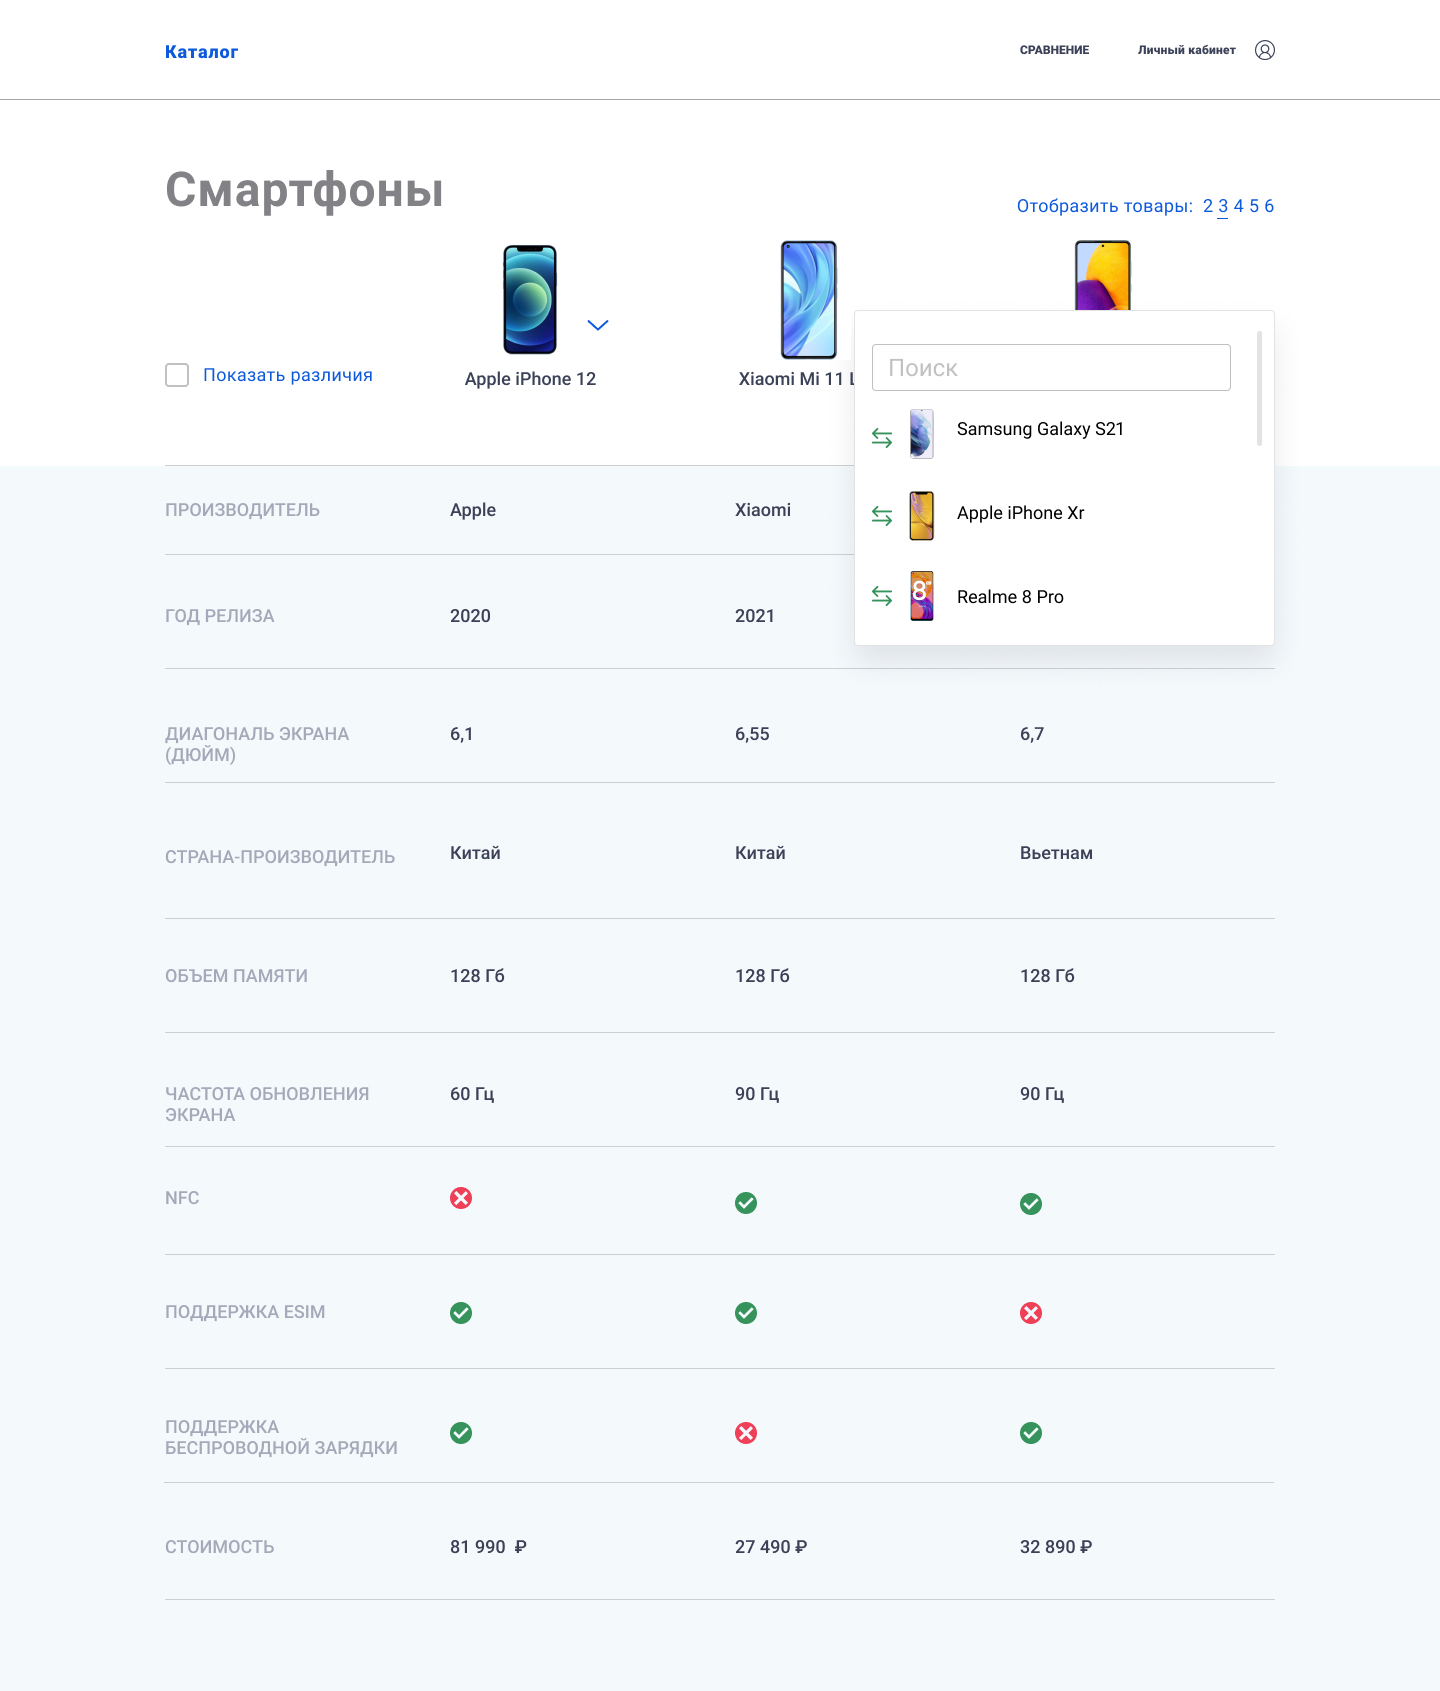 Каталог
СРАВНЕНИЕ
Личный кабинет
Смартфоны
Отобразить товары: 2 3 4 5 6
Показать различия
Apple iPhone 12
Xiaomi Mi 11
Поиск
Samsung Galaxy S21
Apple iPhone Xr
8
Realme 8 Pro
ПРОИЗВОДИТЕЛЬ
Apple
Xiaomi
ГОД РЕЛИЗА
2020
2021
ДИАГОНАЛЬ ЭКРАНА
(ДЮЙМ)
6,1
6,55
6,7
СТРАНА-ПРОИЗВОДИТЕЛЬ
Китай
Китай
Вьетнам
ОБЪЕМ ПАМЯТИ
128 Гб
128 Гб
128 Гб
ЧАСТОТА ОБНОВЛЕНИЯ
ЭКРАНА
60 Гц
90 Гц
90 Гц
NFC
ПОДДЕРЖКА ESIM
ПОДДЕРЖКА
БЕСПРОВОДНОЙ ЗАРЯДКИ
СТОИМОСТЬ
81 990 ₽
27 490 ₽
32 890 ₽